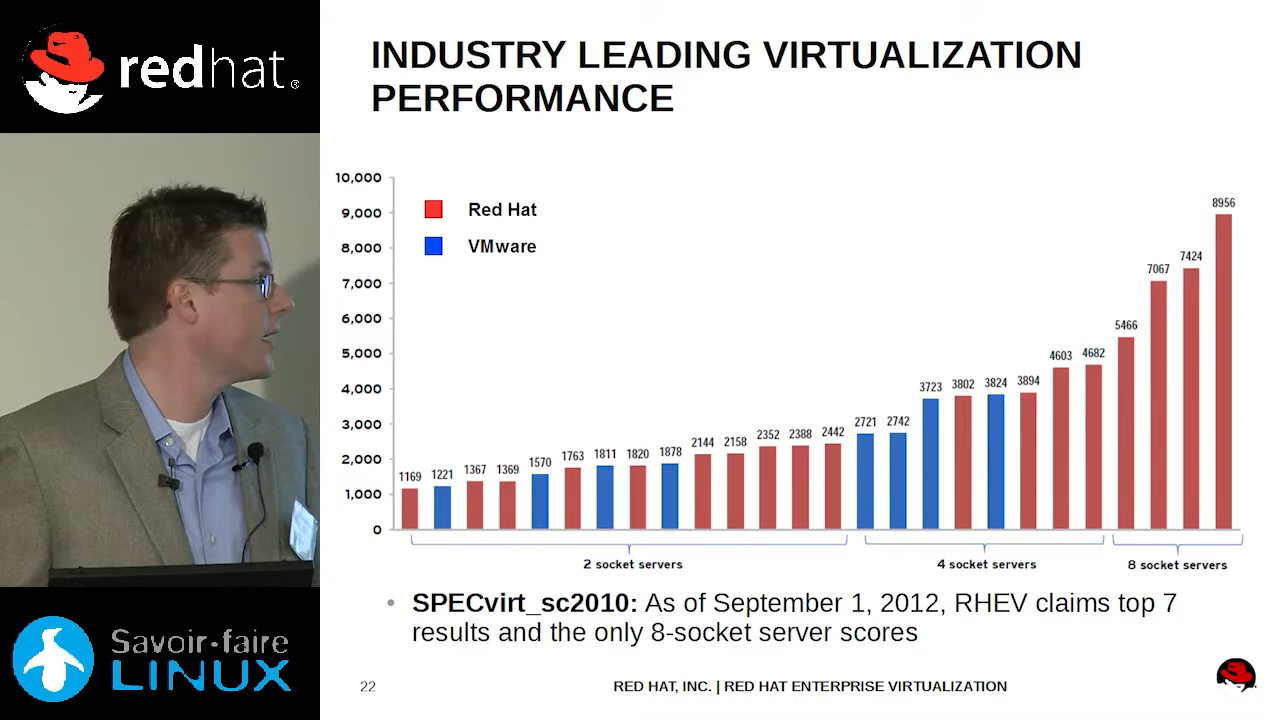 redhat®
INDUSTRY LEADING VIRTUALIZATION
PERFORMANCE
10,000
9,000
8,000
7,000
6,000
5,000
4,000
3,000
2,000
1,000
0
Red Hat
VMware
1169
1221
1367
1369
1570
1763
1811
1820
1878
2144
2158
2352
2388
2442
2721
2742
3723
3802
3824
3894
4603
4682
5466
7067
7424
8956
2 socket servers
4 socket servers
8 socket servers
• SPECvirt_sc2010: As of September 1, 2012, RHEV claims top 7
results and the only 8-socket server scores
Savoir-faire
LINUX
22
RED HAT, INC. | RED HAT ENTERPRISE VIRTUALIZATION